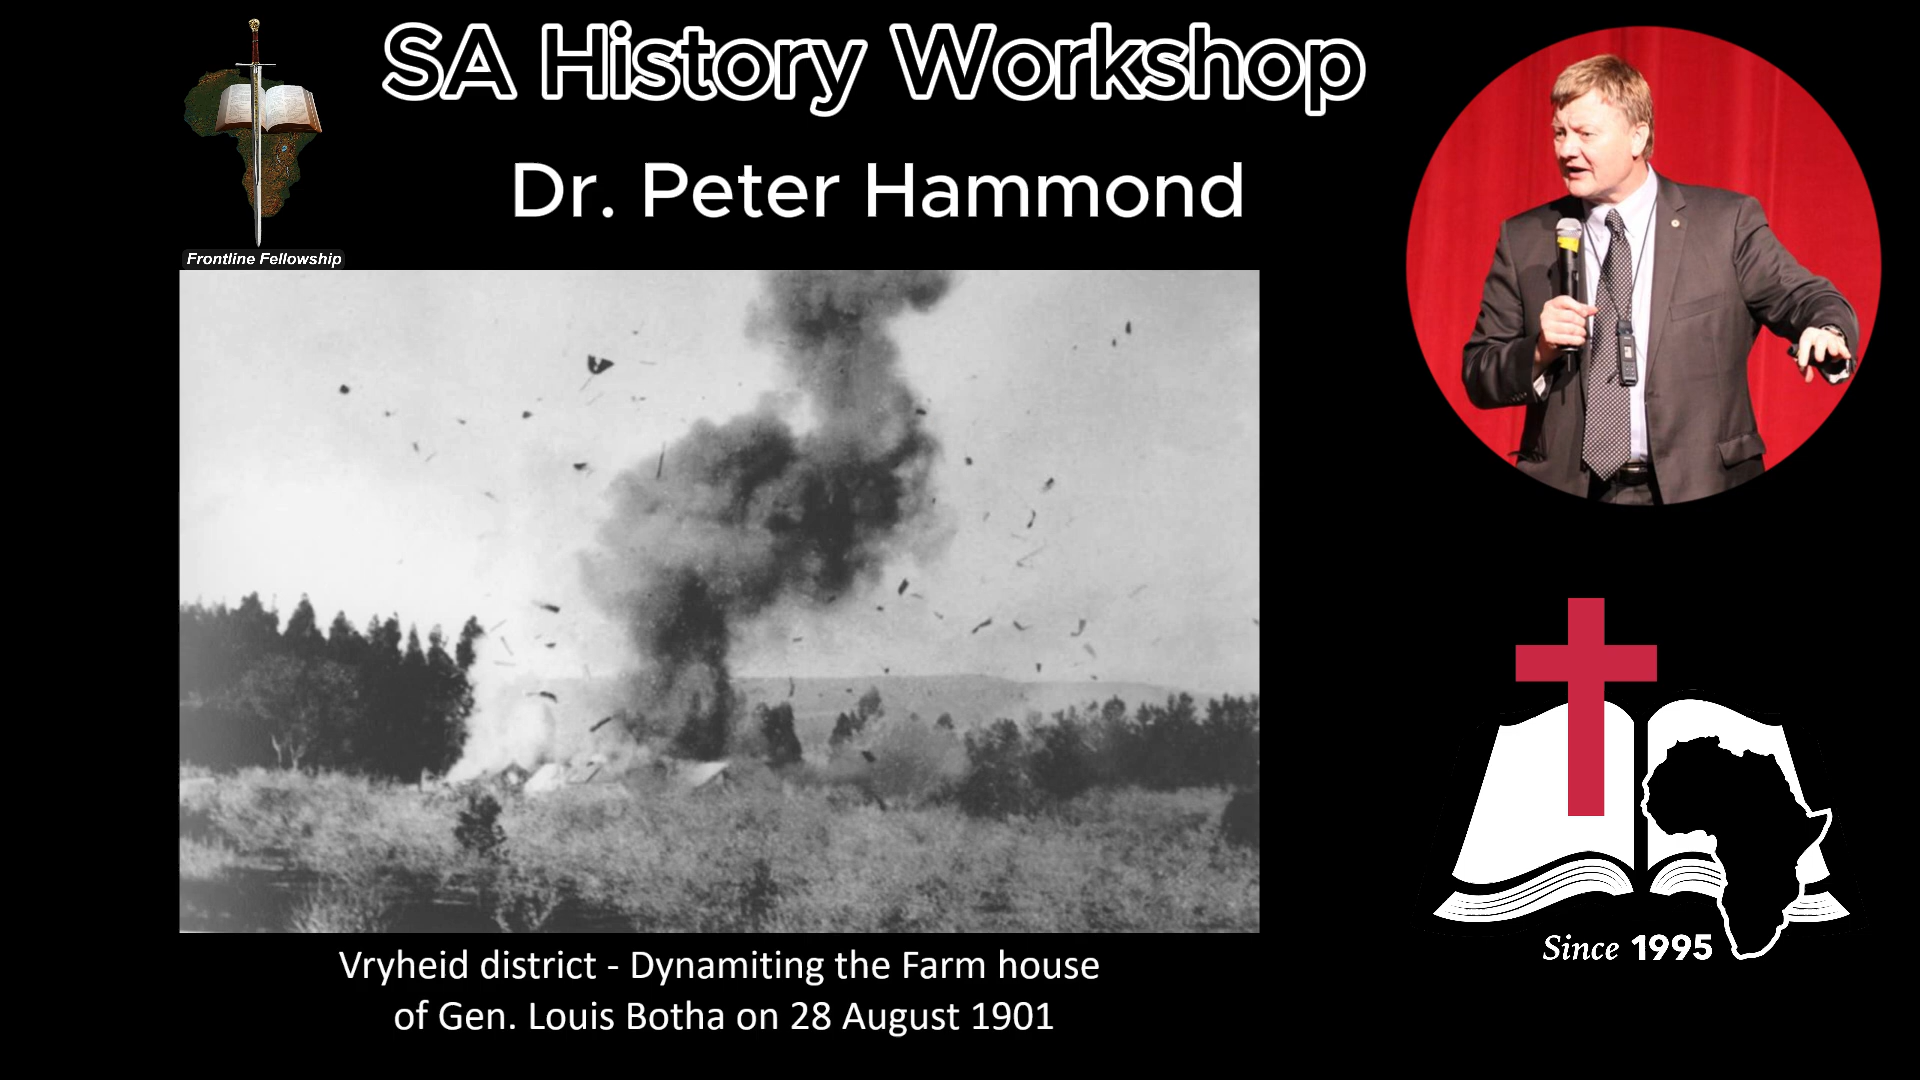 SA History Workshop
Dr. Peter Hammond
Frontline Fellowship
Vryheid district - Dynamiting the Farm house
of Gen. Louis Botha on 28 August 1901
Since 1995